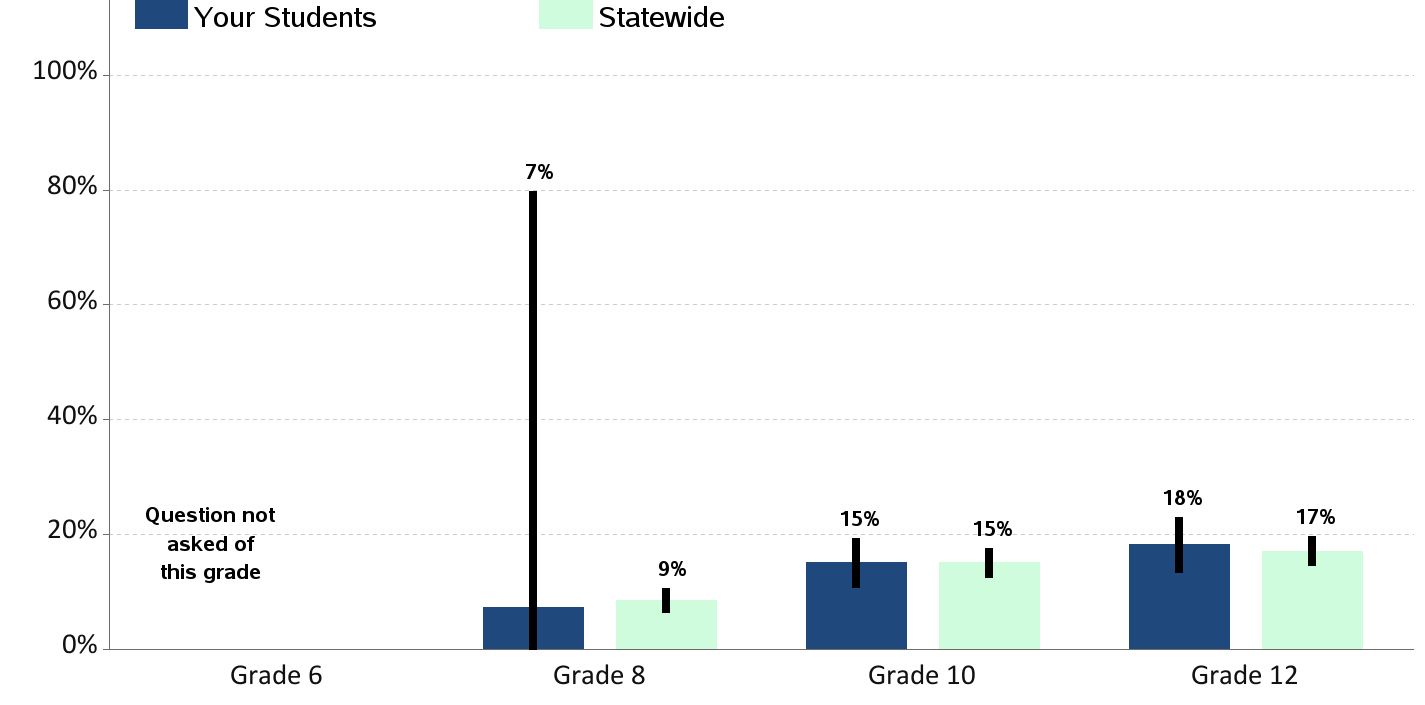 Your Students
Statewide
100%
80%
60%
40%
20%
0%
Question not
asked of
this grade
7%
9%
15%
15%
18%
17%
Grade 6
Grade 8
Grade 10
Grade 12